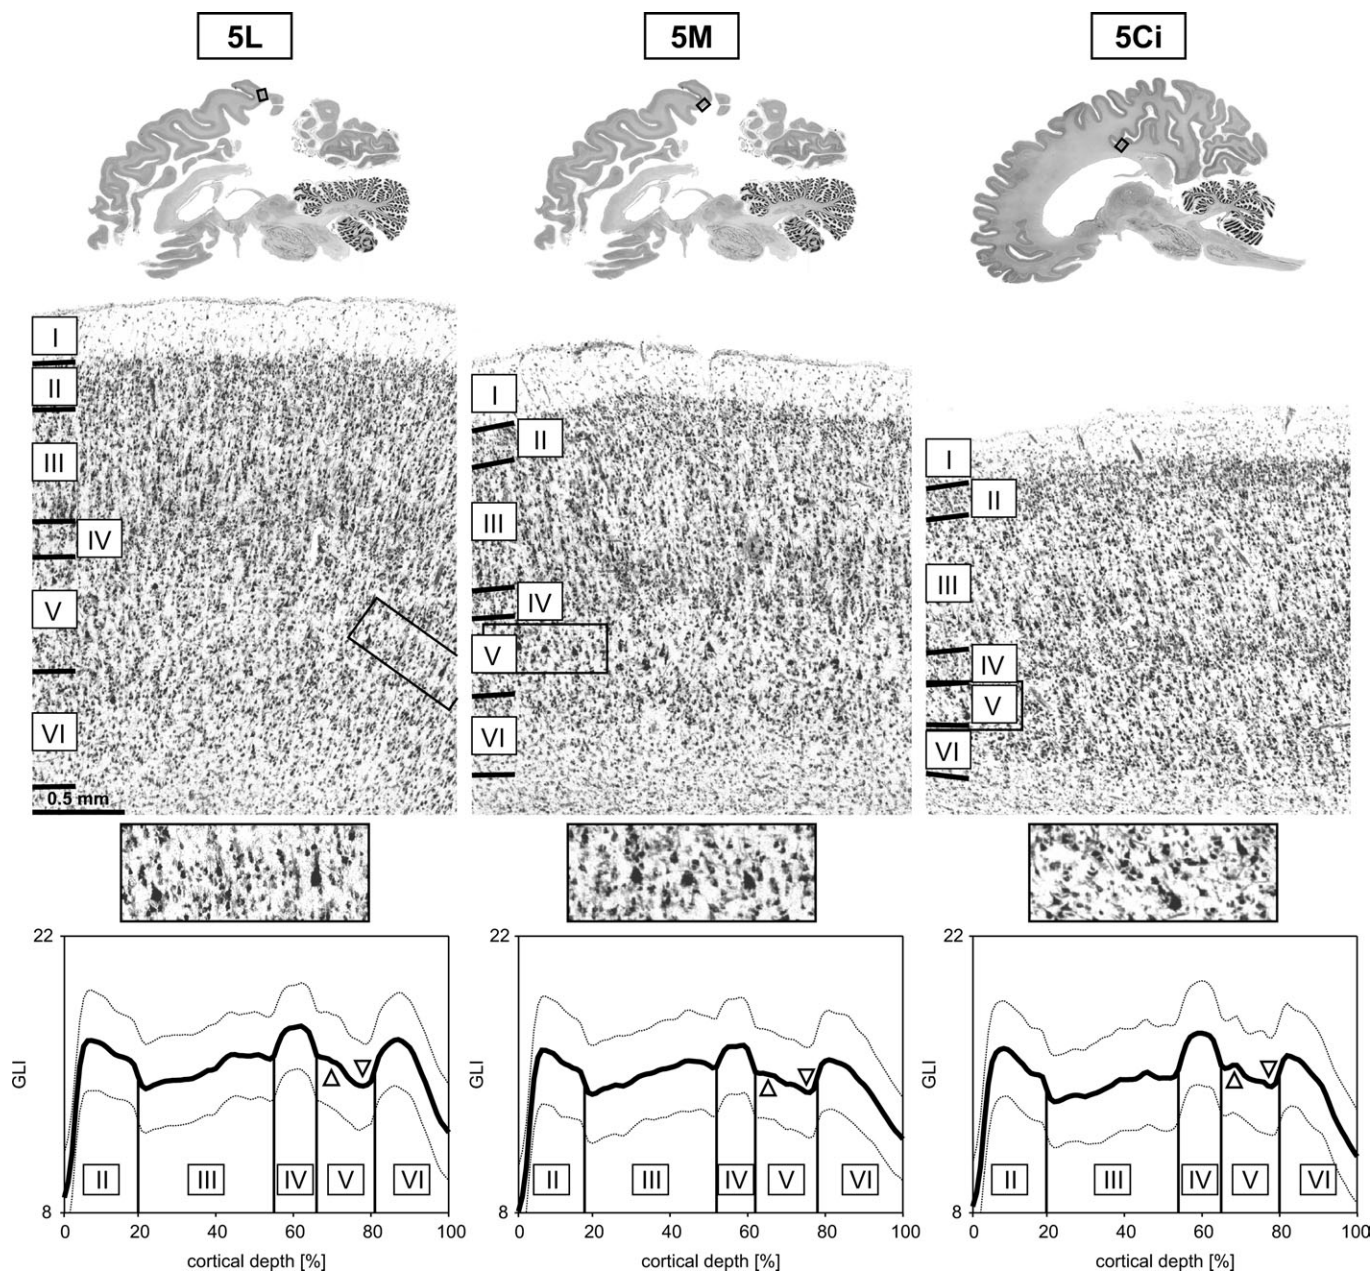 5L 5M 5Ci
I
II
III
IV
V
VI
0.5 mm
I
II
III
IV
V
VI
I
II
III
IV
V
VI
22
GLI
8
II III IV V VI
0 20 40 60 80 100
cortical depth [%]
22
GLI
8
II III IV V VI
0 20 40 60 80 100
cortical depth [%]
22
GLI
8
II III IV V VI
0 20 40 60 80 100
cortical depth [%]